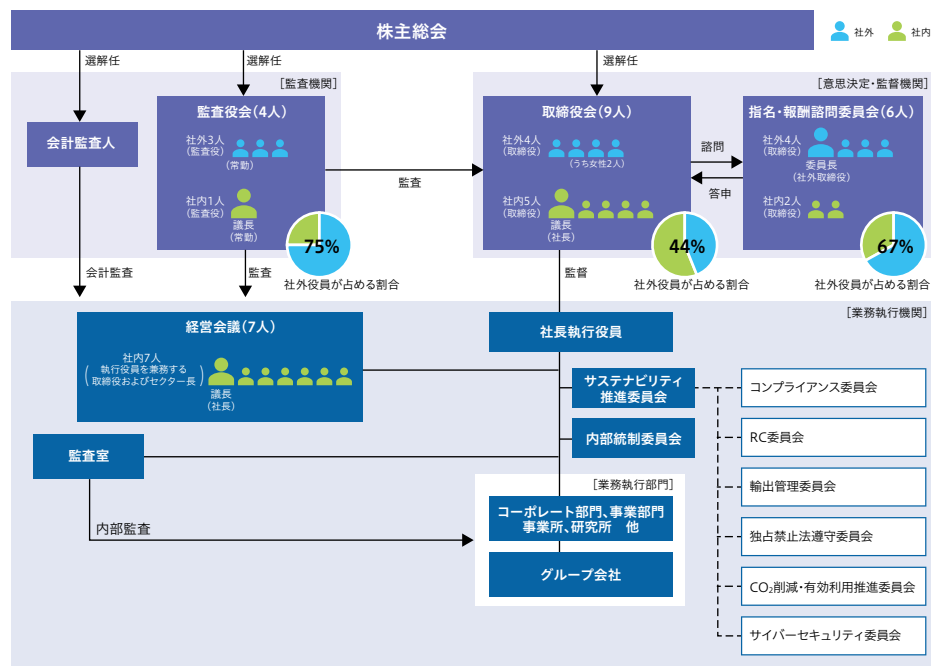 株主総会
社外
社内
選解任
選解任
選解任
[監査機関]
[意思決定・監督機関]
会計監査人
監査役会(4人)
社外3人
(監査役)
(常勤)
社内1人
(監査役)
議長
(常勤)
75%
社外役員が占める割合
監査
取締役会(9人)
社外4人
(取締役)
(うち女性2人)
社内5人
(取締役)
議長
(社長)
44%
社外役員が占める割合
諮問
答申
指名・報酬諮問委員会(6人)
社外4人
(取締役)
委員長
(社外取締役)
社内2人
(取締役)
67%
社外役員が占める割合
会計監査
監査
監督
[業務執行機関]
経営会議(7人)
社内7人
(執行役員を兼務する
取締役およびセクター長)
議長
(社長)
社長執行役員
サステナビリティ
推進委員会
内部統制委員会
監査室
内部監査
[業務執行部門]
コーポレート部門、事業部門
事業所、研究所 他
グループ会社
コンプライアンス委員会
RC委員会
輸出管理委員会
独占禁止法遵守委員会
CO₂削減・有効利用推進委員会
サイバーセキュリティ委員会